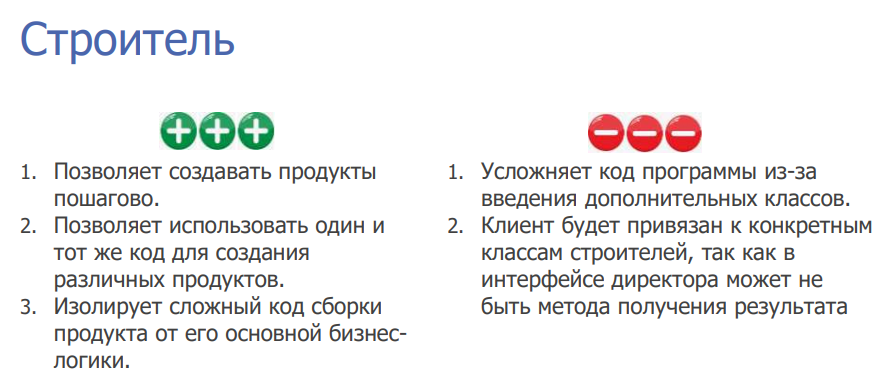 Строитель
1. Позволяет создавать продукты
пошагово.
2. Позволяет использовать один и
тот же код для создания
различных продуктов.
3. Изолирует сложный код сборки
продукта от его основной бизнес-
логики.
1. Усложняет код программы из-за
введения дополнительных классов.
2. Клиент будет привязан к конкретным
классам строителей, так как в
интерфейсе директора может не
быть метода получения результата